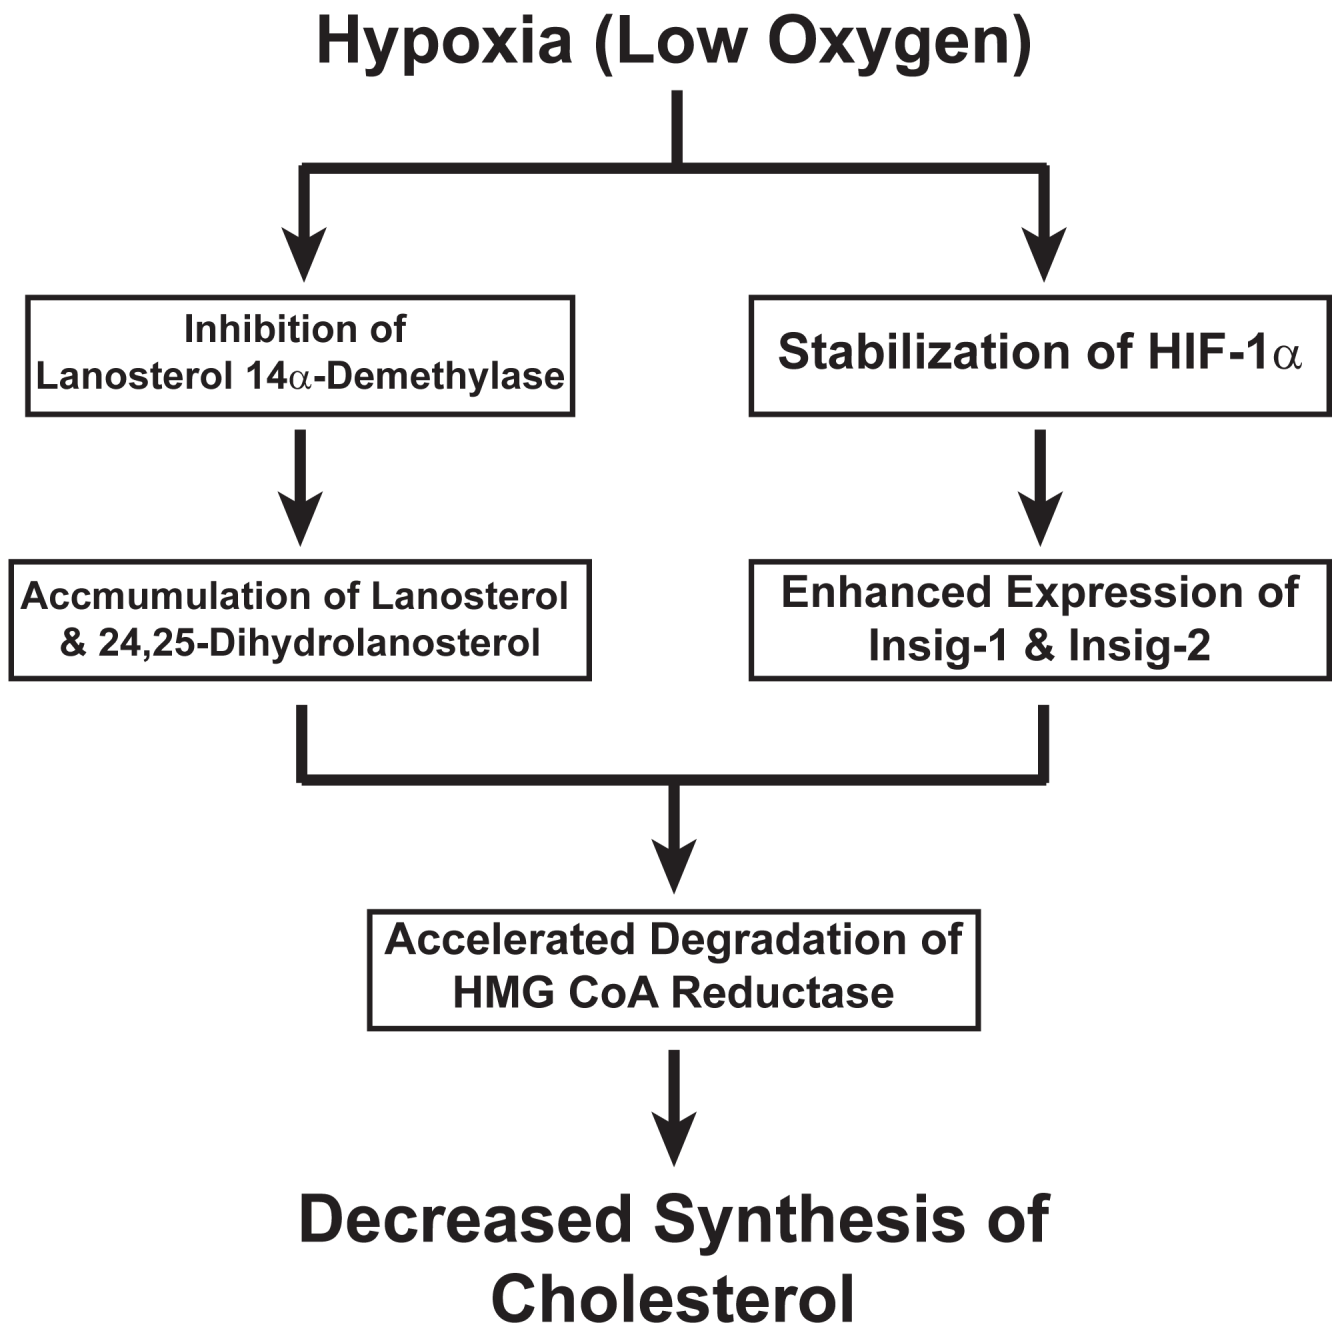 Hypoxia (Low Oxygen)
Inhibition of
Lanosterol 14α-Demethylase
Stabilization of HIF-1α
Accmumulation of Lanosterol
& 24,25-Dihydrolanosterol
Enhanced Expression of
Insig-1 & Insig-2
Accelerated Degradation of
HMG CoA Reductase
Decreased Synthesis of
Cholesterol